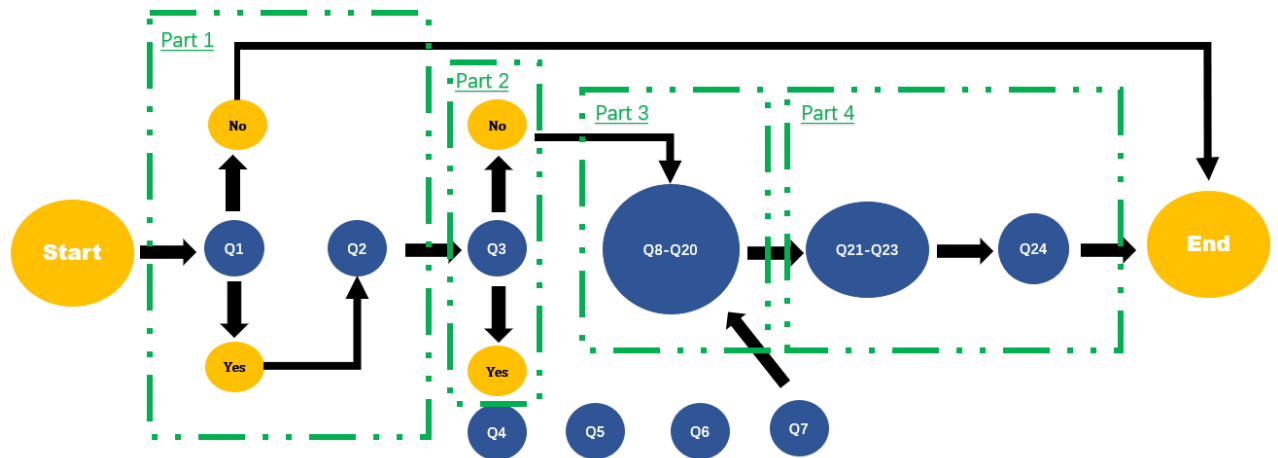 Part 1
Part 2
Part 3
Part 4
No
No
Start
Q1
Q2
Q3
Q8-Q20
Q21-Q23
Q24
End
Yes
Yes
Q4
Q5
Q6
Q7